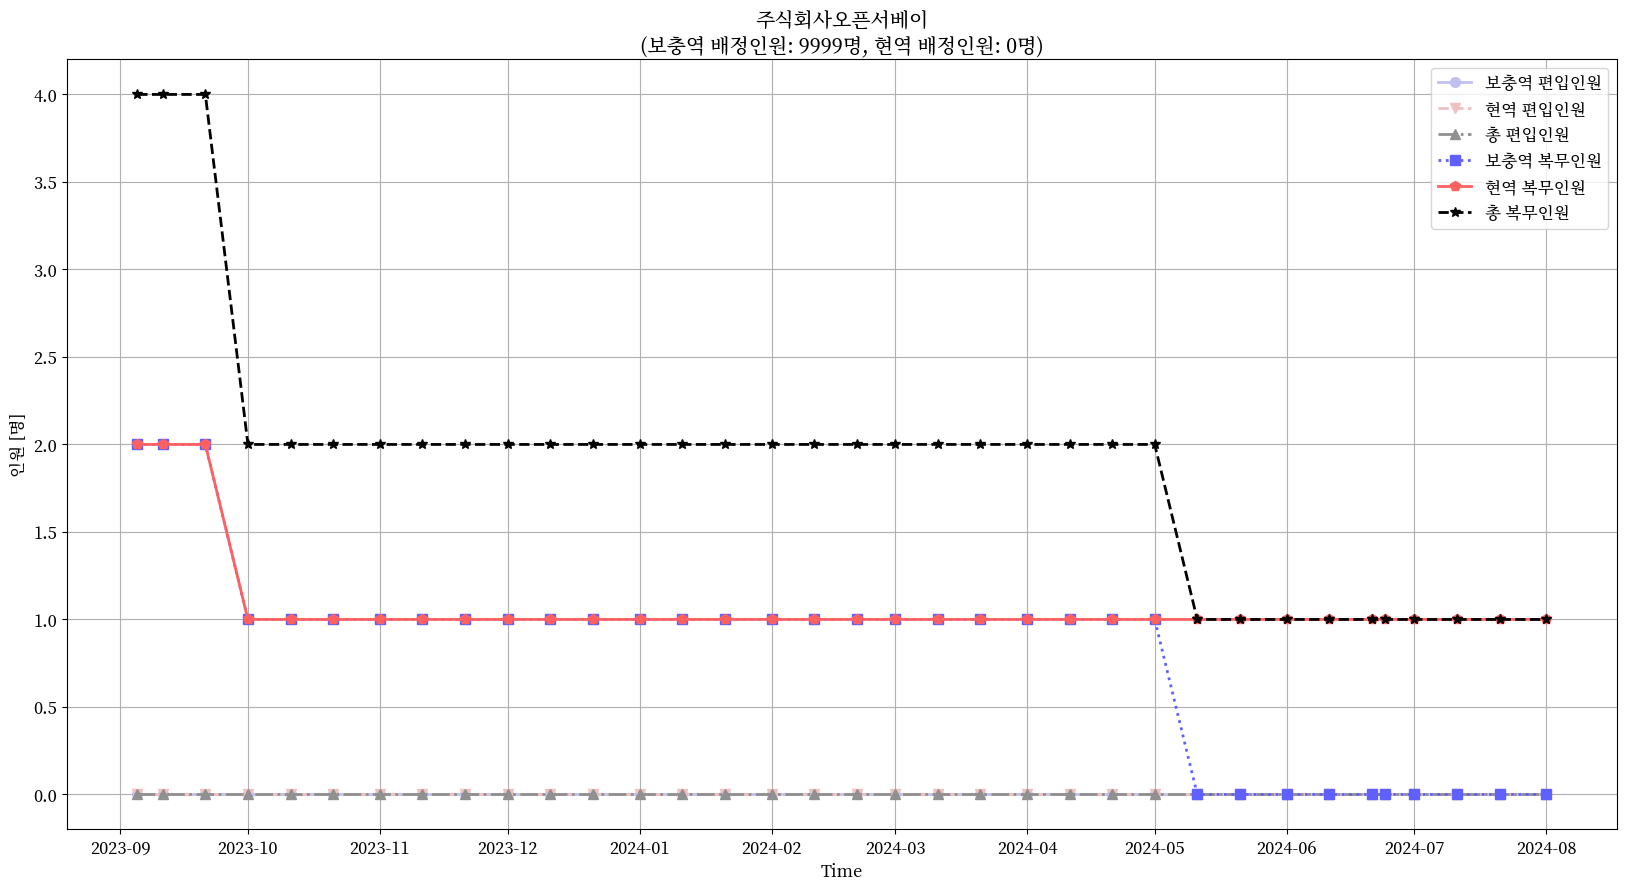 주식회사오픈서베이
(보충역 배정인원: 9999명, 현역 배정인원: 0명)
보충역 편입인원
현역 편입인원
총 편입인원
보충역 복무인원
현역 복무인원
총 복무인원
인원 [명]
4.0
3.5
3.0
2.5
2.0
1.5
1.0
0.5
0.0
2023-09 2023-10 2023-11 2023-12 2024-01 2024-02 2024-03 2024-04 2024-05 2024-06 2024-07 2024-08
Time